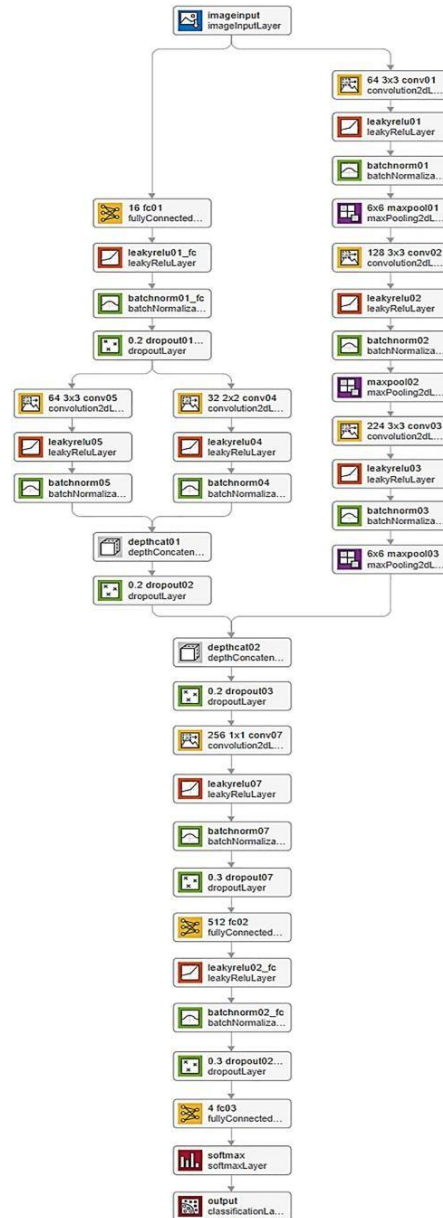 imageinput
imageInputLayer
64 3x3 conv01
convolution2dL...
leakyrelu01
leakyReluLayer
batchnorm01
batchNormaliza...
6x6 maxpool01
maxPooling2dL...
128 3x3 conv02
convolution2dL...
leakyrelu02
leakyReluLayer
batchnorm02
batchNormaliza...
maxpool02
maxPooling2dL...
224 3x3 conv03
convolution2dL...
leakyrelu03
leakyReluLayer
batchnorm03
batchNormaliza...
6x6 maxpool03
maxPooling2dL...
16 fc01
fullyConnected...
leakyrelu01_fc
leakyReluLayer
batchnorm01_fc
batchNormaliza...
0.2 dropout01...
dropoutLayer
64 3x3 conv05
convolution2dL...
leakyrelu05
leakyReluLayer
batchnorm05
batchNormaliza...
32 2x2 conv04
convolution2dL...
leakyrelu04
leakyReluLayer
batchnorm04
batchNormaliza...
depthcat01
depthConcaten...
0.2 dropout02
dropoutLayer
depthcat02
depthConcaten...
0.2 dropout03
dropoutLayer
256 1x1 conv07
convolution2dL...
leakyrelu07
leakyReluLayer
batchnorm07
batchNormaliza...
0.3 dropout07
dropoutLayer
512 fc02
fullyConnected...
leakyrelu02_fc
leakyReluLayer
batchnorm02_fc
batchNormaliza...
0.3 dropout02...
dropoutLayer
4 fc03
fullyConnected...
softmax
softmaxLayer
output
classificationLa...